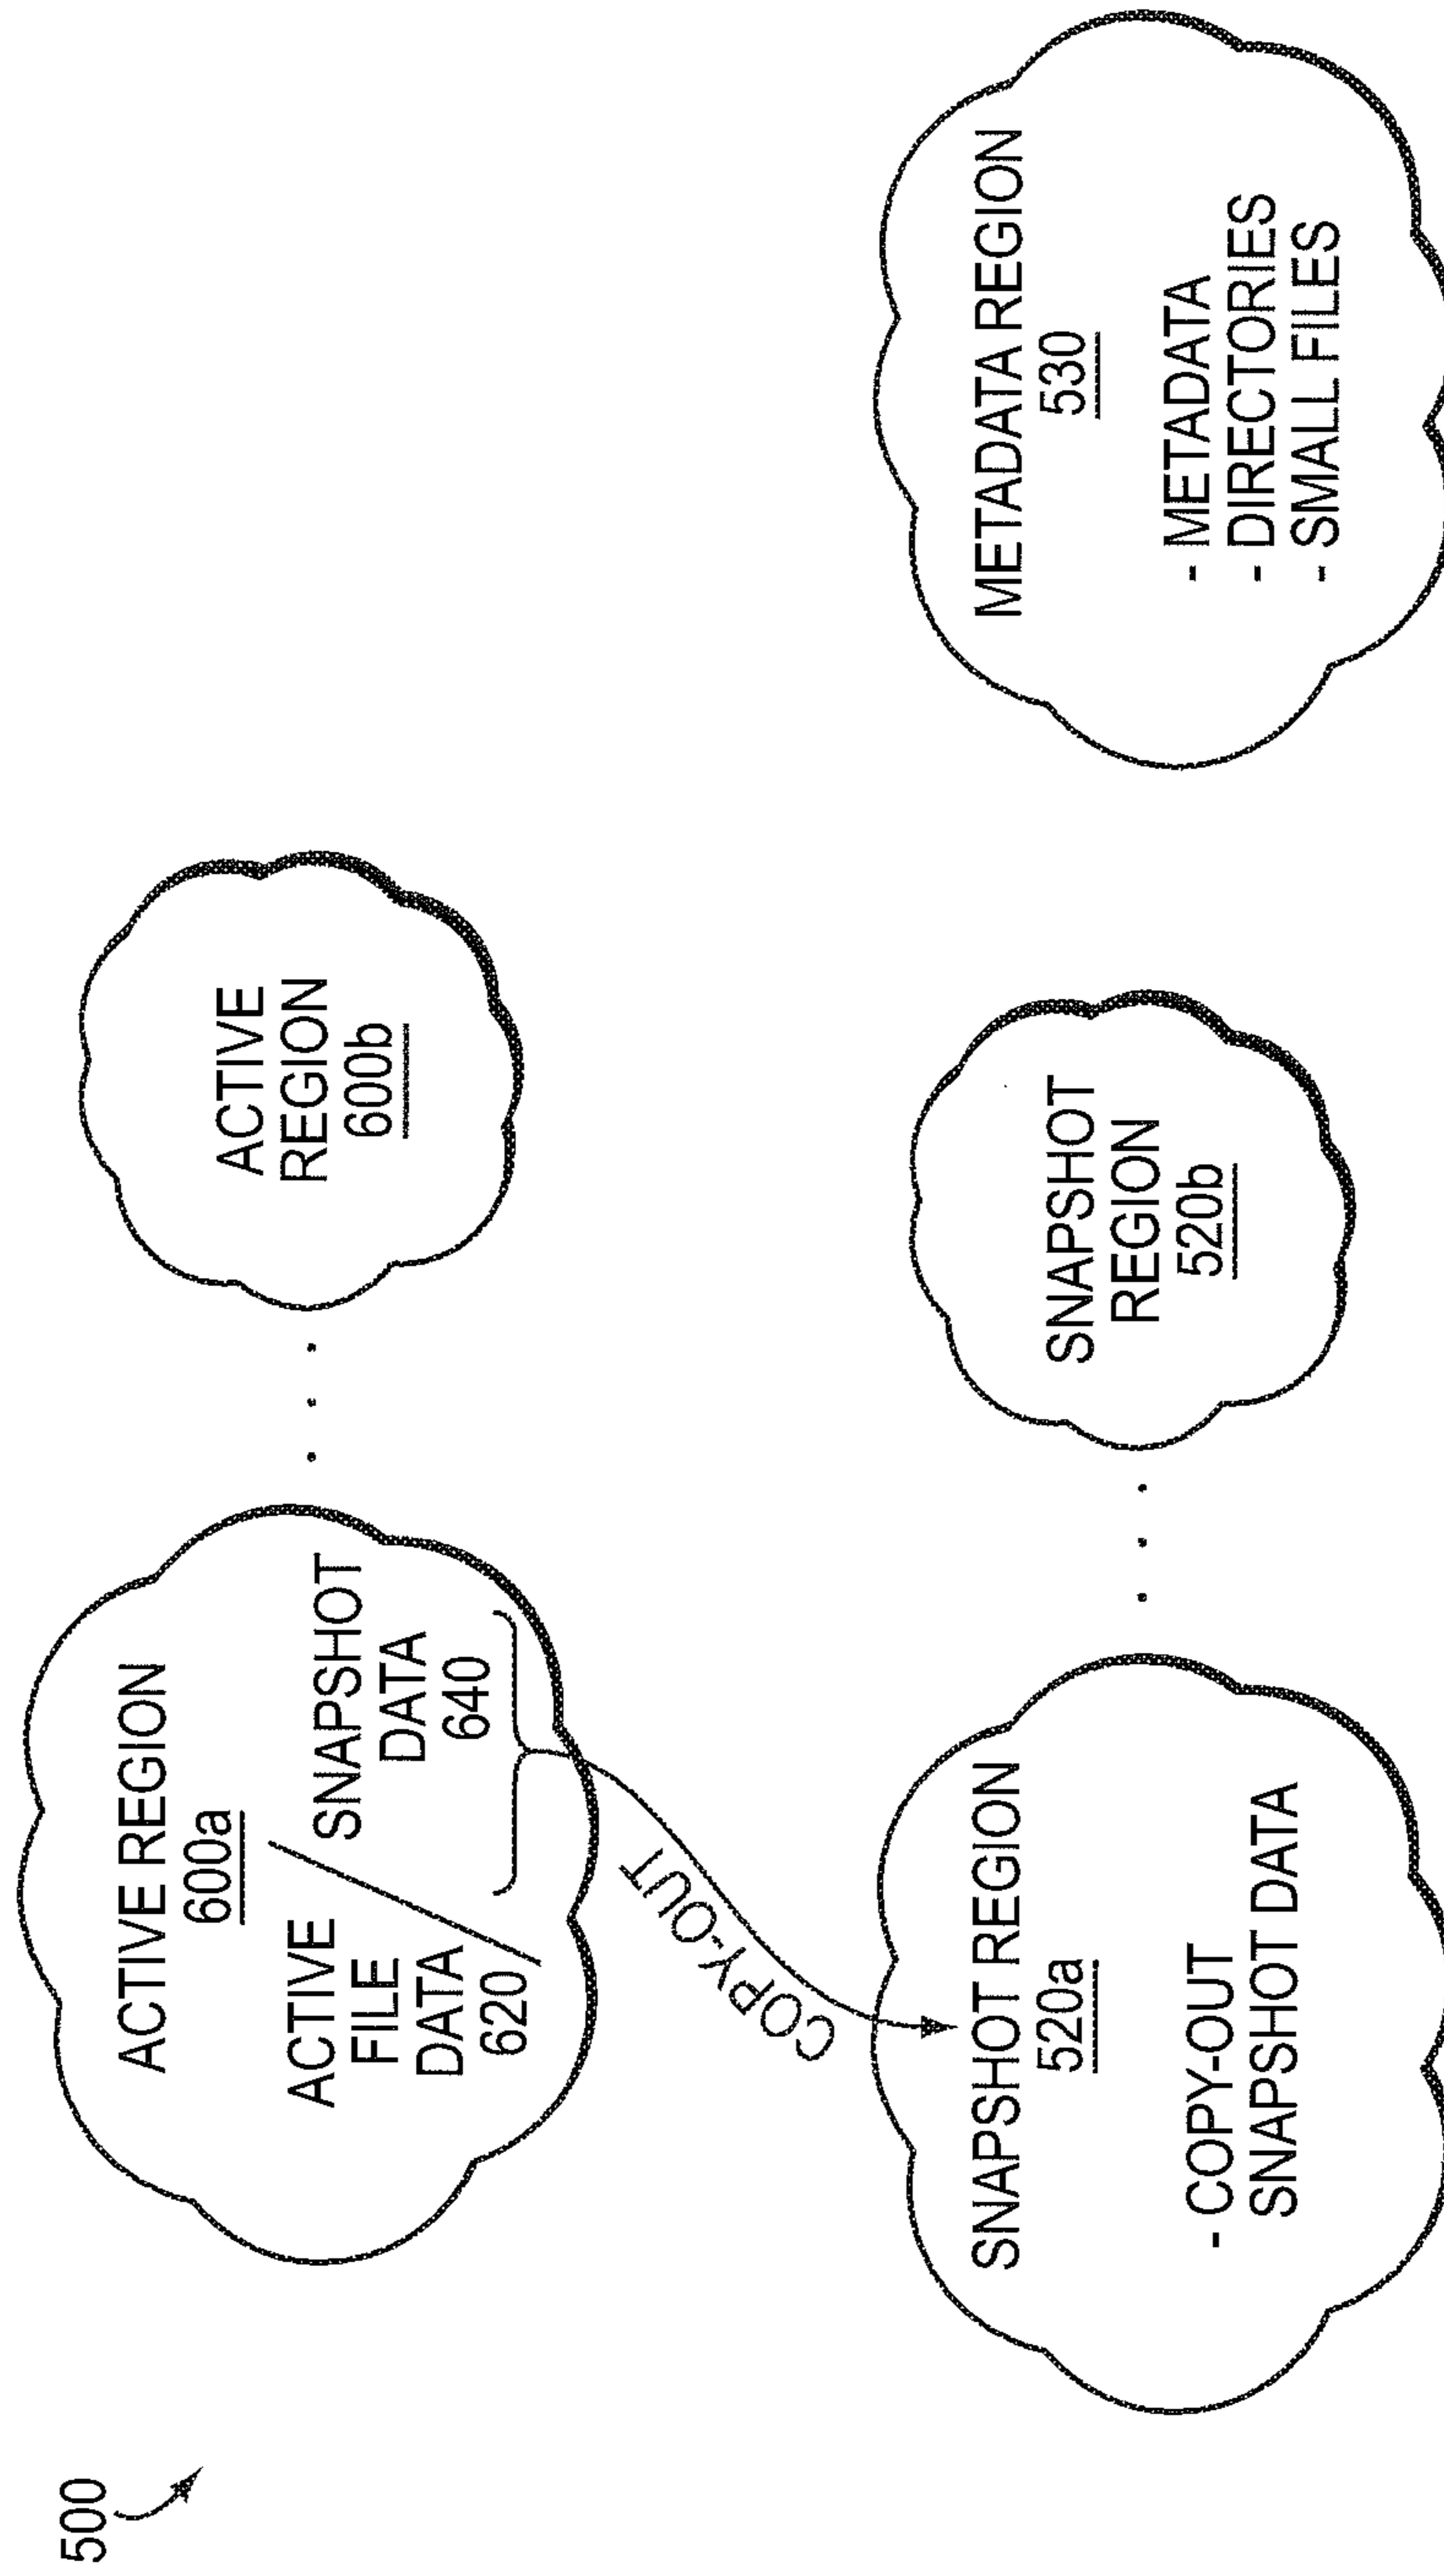 500
ACTIVE REGION
600a
ACTIVE
FILE
DATA
620
SNAPSHOT
DATA
640
ACTIVE
REGION
600b
COPY-OUT
SNAPSHOT REGION
520a
- COPY-OUT
SNAPSHOT DATA
SNAPSHOT
REGION
520b
METADATA REGION
530
- METADATA
- DIRECTORIES
- SMALL FILES